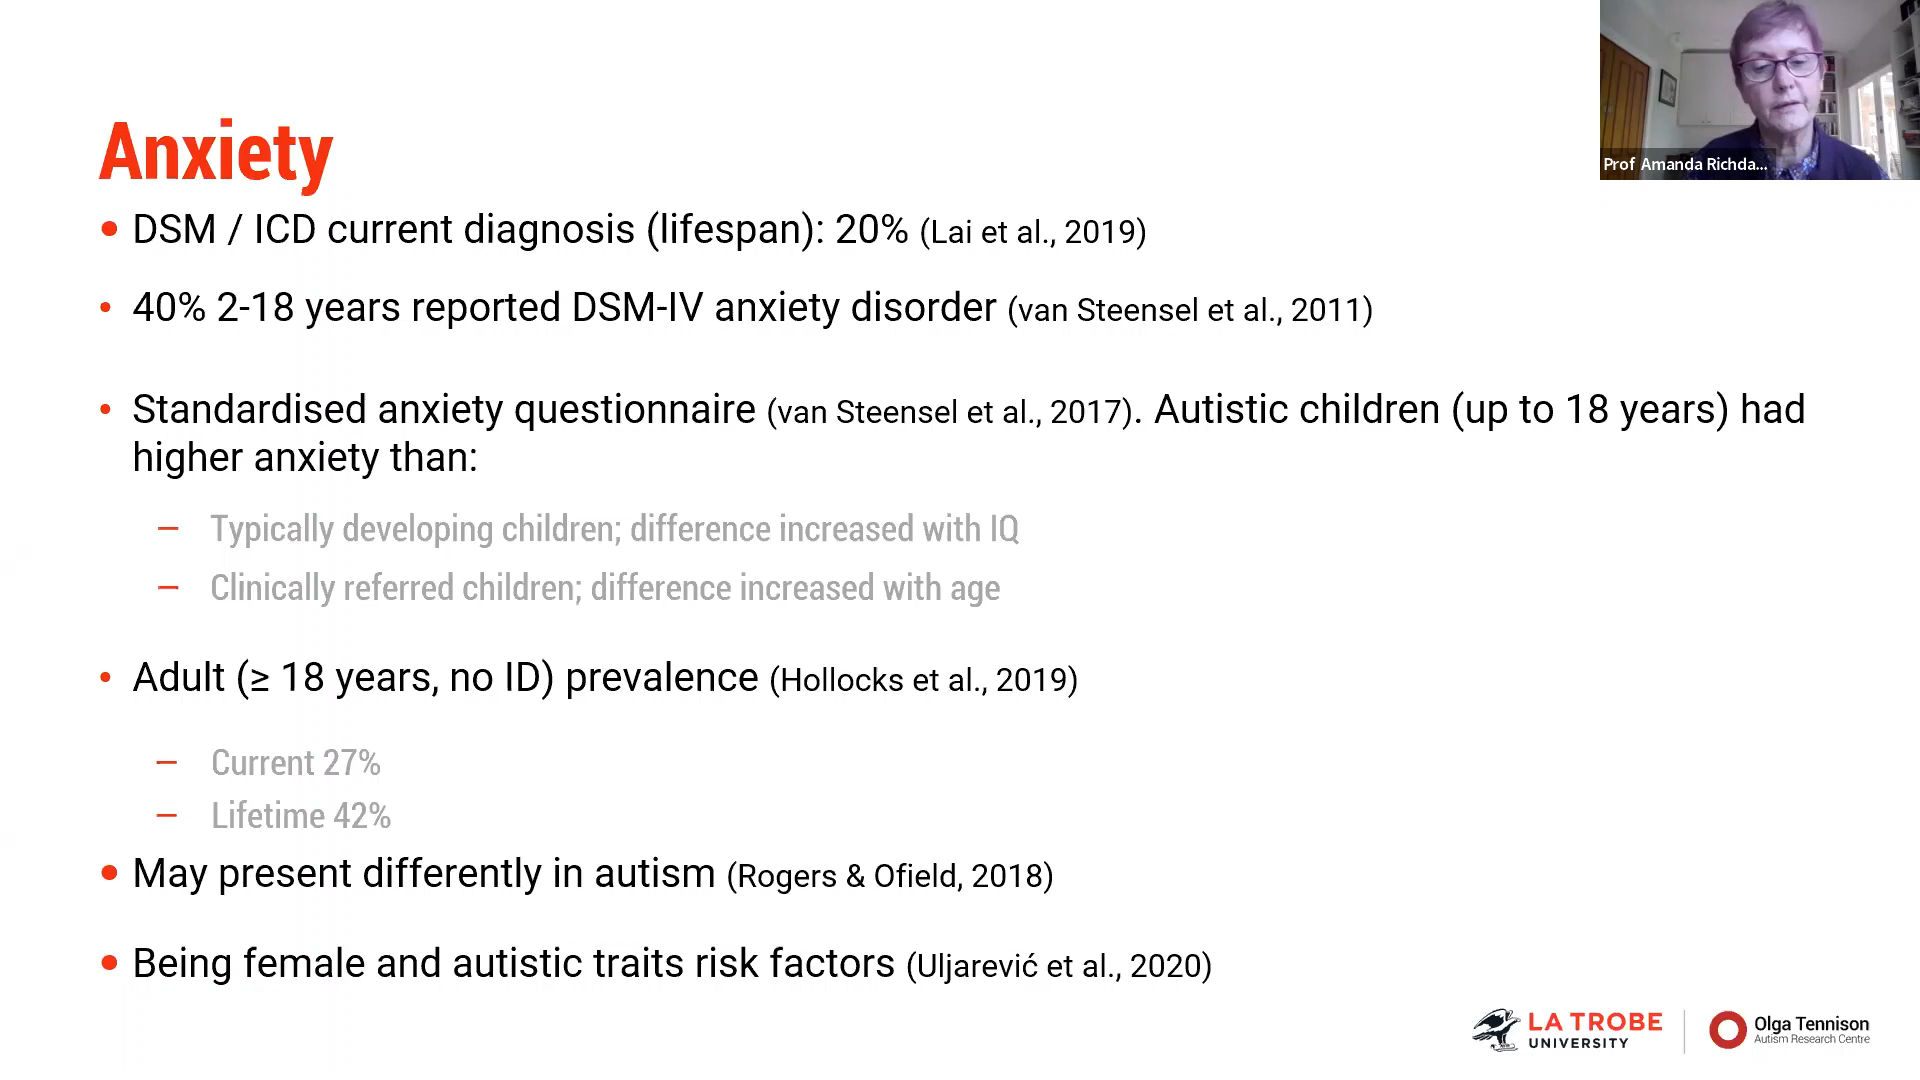 Prof Amanda Richda...
Anxiety
• DSM / ICD current diagnosis (lifespan): 20% (Lai et al., 2019)
• 40% 2-18 years reported DSM-IV anxiety disorder (van Steensel et al., 2011)
• Standardised anxiety questionnaire (van Steensel et al., 2017). Autistic children (up to 18 years) had
higher anxiety than:
– Typically developing children; difference increased with IQ
– Clinically referred children; difference increased with age
• Adult (≥ 18 years, no ID) prevalence (Hollocks et al., 2019)
– Current 27%
– Lifetime 42%
• May present differently in autism (Rogers & Ofield, 2018)
• Being female and autistic traits risk factors (Uljarević et al., 2020)
LA TROBE
UNIVERSITY
Olga Tennison
Autism Research Centre